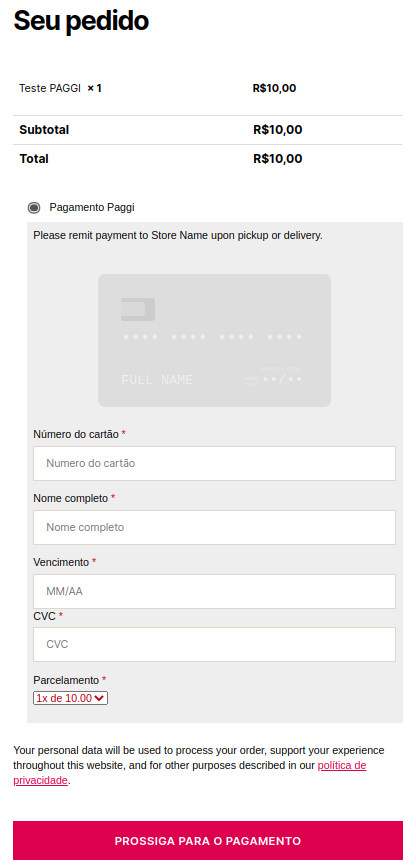 Seu pedido
Teste PAGGI × 1 R$10,00
Subtotal R$10,00
Total R$10,00
Pagamento Paggi
Please remit payment to Store Name upon pickup or delivery.
•••• •••• •••• ••••
FULL NAME ••/••
Número do cartão *
Numero do cartão
Nome completo *
Nome completo
Vencimento *
MM/AA
CVC *
CVC
Parcelamento *
1x de 10.00
Your personal data will be used to process your order, support your experience
throughout this website, and for other purposes described in our política de
privacidade.
PROSSIGA PARA O PAGAMENTO